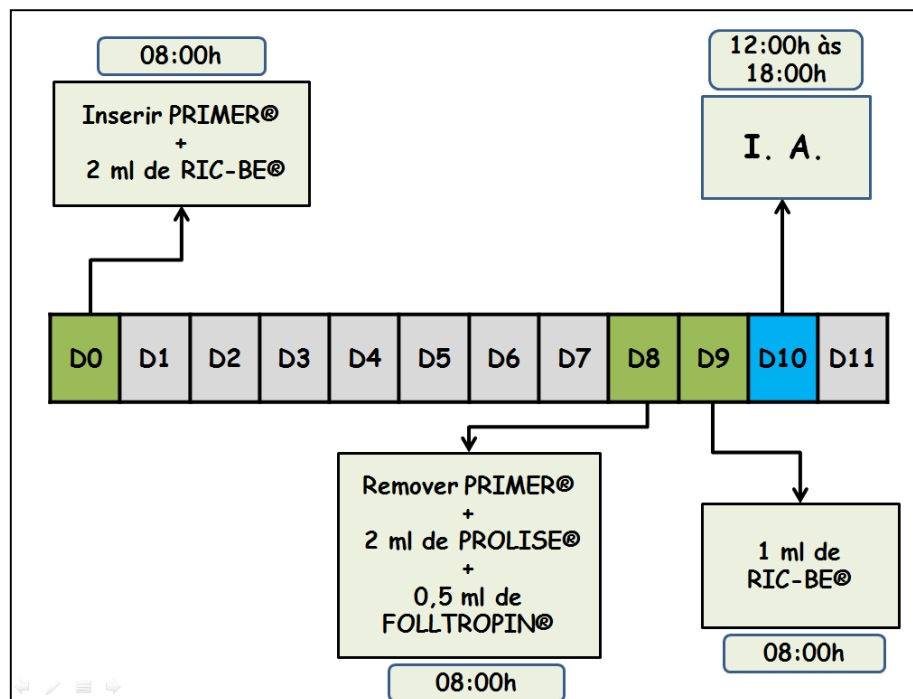 08:00h
Inserir PRIMER®
+
2 ml de RIC-BE®
12:00h às
18:00h
I. A.
D0 D1 D2 D3 D4 D5 D6 D7 D8 D9 D10 D11
Remover PRIMER®
+
2 ml de PROLISE®
+
0,5 ml de
FOLLTROPIN®
08:00h
1 ml de
RIC-BE®
08:00h